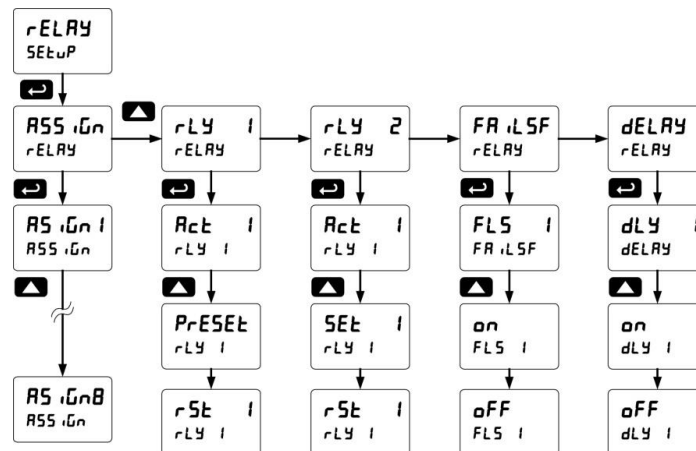 rELAY
SEtuP
ASSiGn
rELAY
rLY 1
rELAY
rLY 2
rELAY
FAiLSF
rELAY
dELAY
rELAY
ASiGn1
ASSiGn
Act 1
rLY 1
Act 1
rLY 1
FLS 1
FAiLSF
dLY 1
dELAY
PrESEt
rLY 1
SEt 1
rLY 1
on
FLS 1
on
dLY 1
ASiGn8
ASSiGn
rSt 1
rLY 1
rSt 1
rLY 1
oFF
FLS 1
oFF
dLY 1